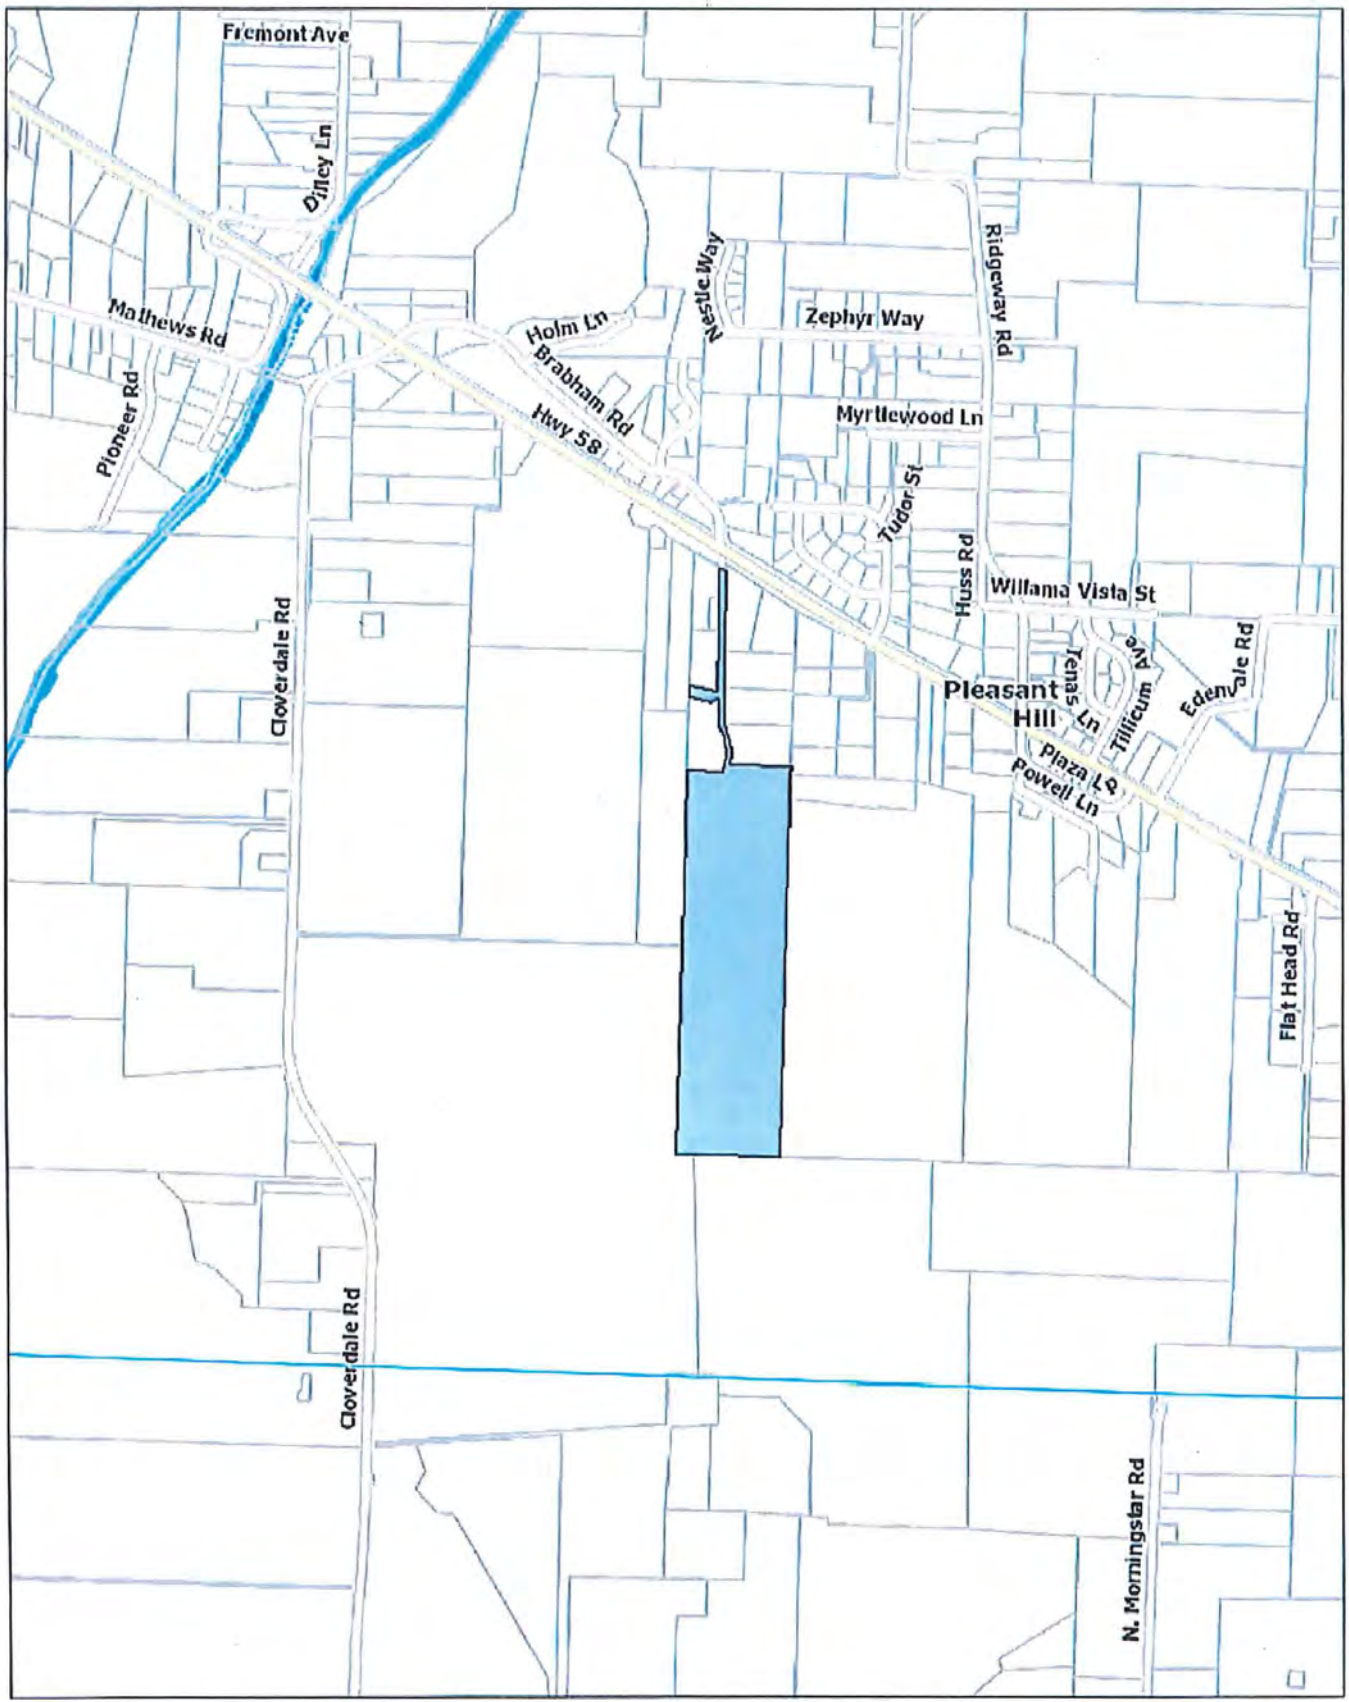 Fremont Ave
Dilley Ln
Mathews Rd
Pioneer Rd
Holm Ln
Brabham Rd
Hwy 58
Nestle Way
Zephyr Way
Ridgeway Rd
Myrtlewood Ln
Tudor St
Huss Rd
Willama Vista St
Cloverdale Rd
Tenas Ln
Tillicum Ave
Edenvale Rd
Pleasant
Hill
Plaza Lp
Powell Ln
Flat Head Rd
Cloverdale Rd
N. Morningstar Rd